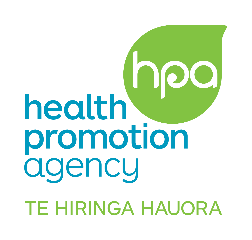 hpa
health
promotion
agency
TE HIRINGA HAUORA